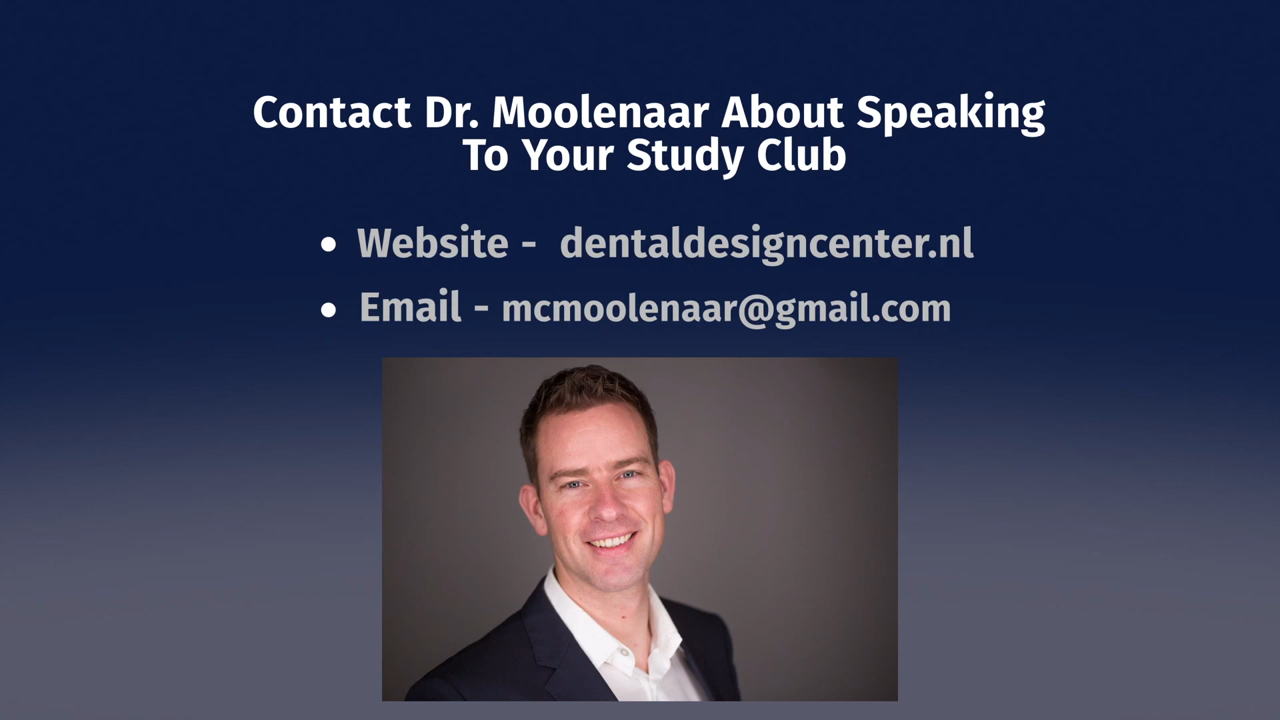 Contact Dr. Moolenaar About Speaking
To Your Study Club
• Website - dentaldesigncenter.nl
• Email - mcmoolenaar@gmail.com